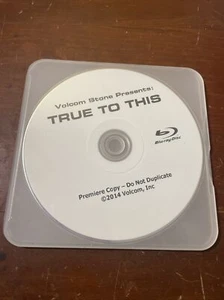 Volcom Stone Presents:
TRUE TO THIS
Blu-ray Disc
Premiere Copy – Do Not Duplicate
©2014 Volcom, Inc